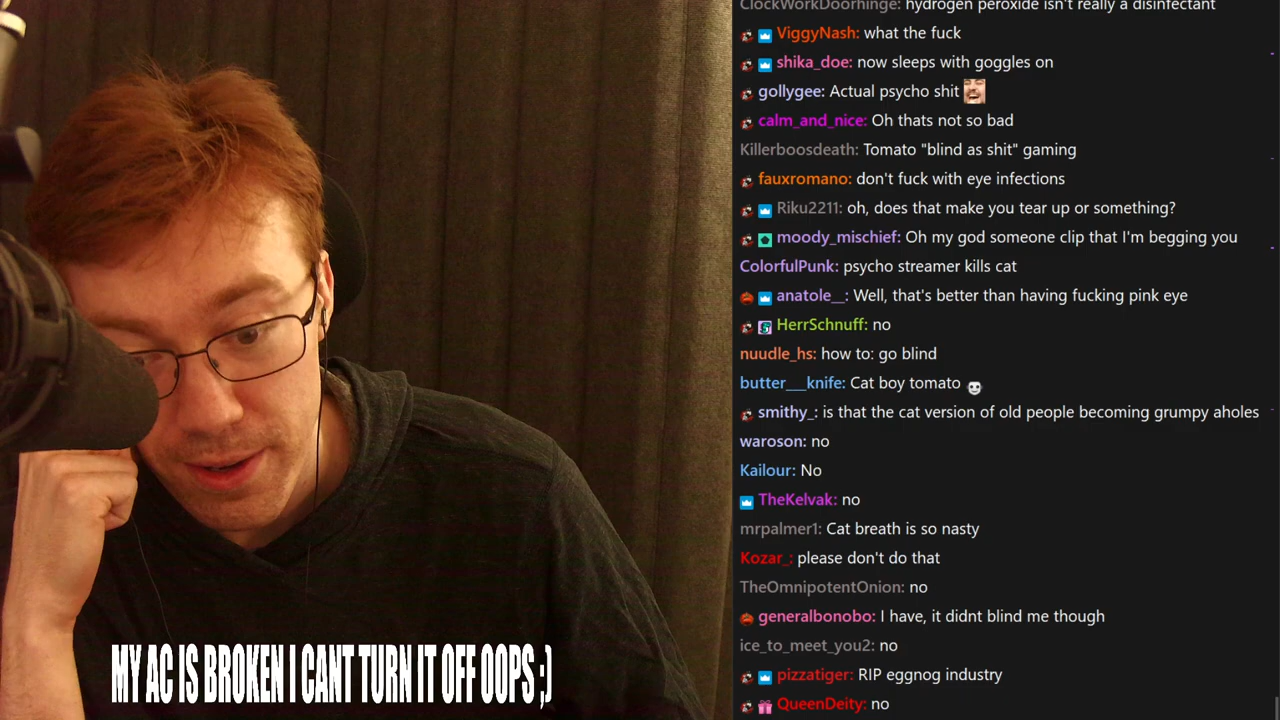 ClockWorkDoorhinge: hydrogen peroxide isn't really a disinfectant
ViggyNash: what the fuck
shika_doe: now sleeps with goggles on
gollygee: Actual psycho shit
calm_and_nice: Oh thats not so bad
Killerboosdeath: Tomato "blind as shit" gaming
fauxromano: don't fuck with eye infections
Riku2211: oh, does that make you tear up or something?
moody_mischief: Oh my god someone clip that I'm begging you
ColorfulPunk: psycho streamer kills cat
anatole__: Well, that's better than having fucking pink eye
HerrSchnuff: no
nuudle_hs: how to: go blind
butter___knife: Cat boy tomato
smithy_: is that the cat version of old people becoming grumpy aholes
waroson: no
Kailour: No
TheKelvak: no
mrpalmer1: Cat breath is so nasty
Kozar_: please don't do that
TheOmnipotentOnion: no
generalbonobo: I have, it didnt blind me though
ice_to_meet_you2: no
pizzatiger: RIP eggnog industry
QueenDeity: no
MY AC IS BROKEN I CANT TURN IT OFF OOPS ;)